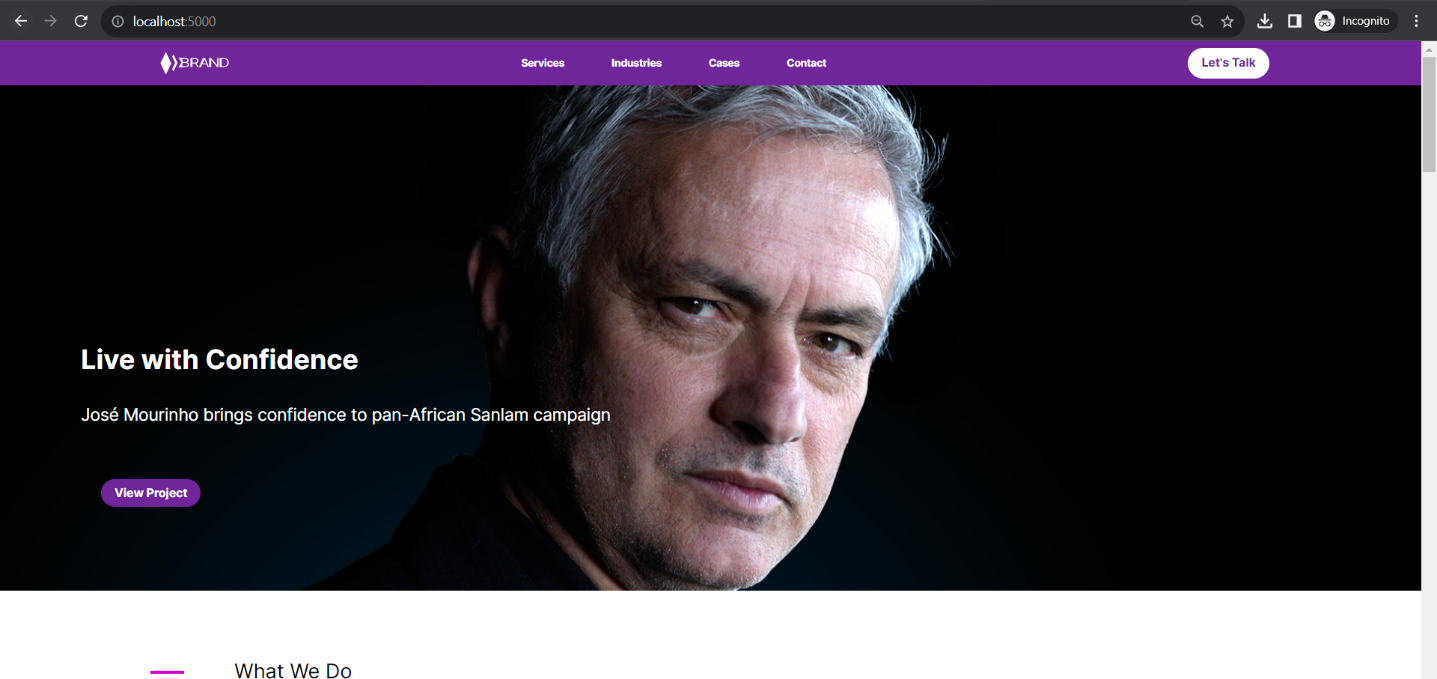 localhost:5000
Incognito
BRAND
Services
Industries
Cases
Contact
Let's Talk
Live with Confidence
José Mourinho brings confidence to pan-African Sanlam campaign
View Project
What We Do